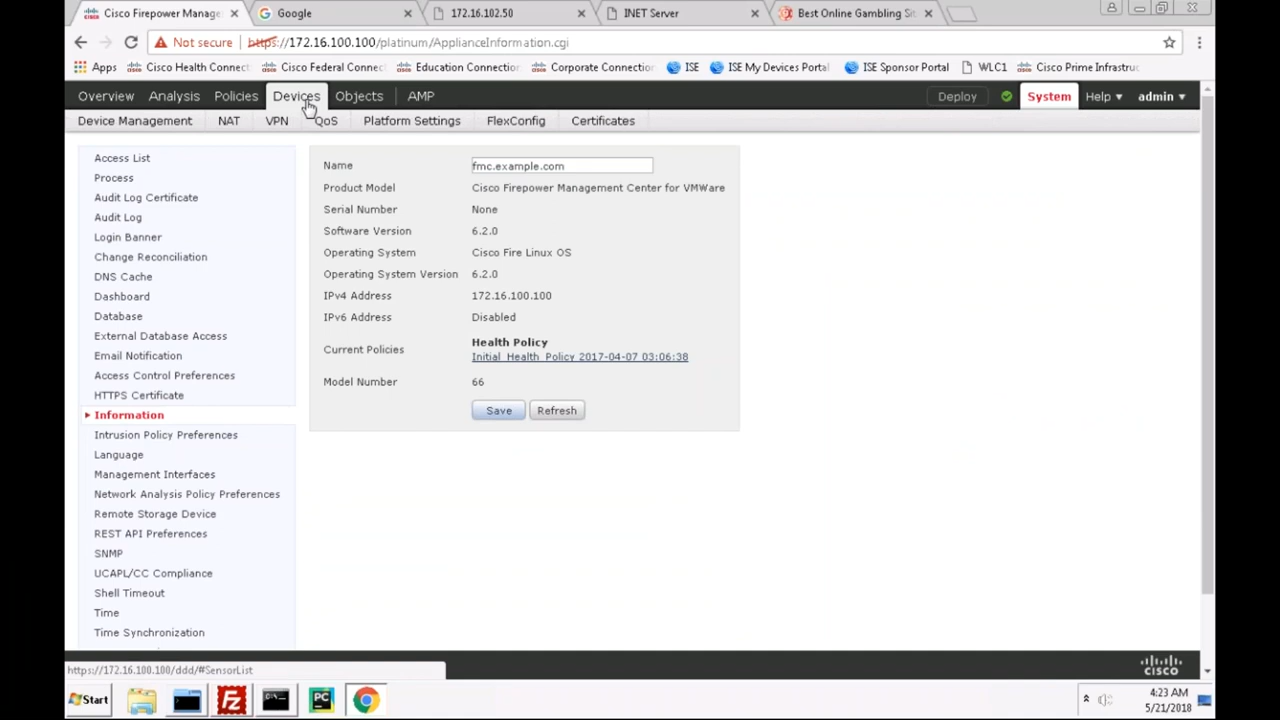 Cisco Firepower Manage
Google
172.16.102.50
INET Server
Best Online Gambling Sit
Not secure
https://172.16.100.100/platinum/ApplianceInformation.cgi
Apps
Cisco Health Connect
Cisco Federal Connec
Education Connection
Corporate Connection
ISE
ISE My Devices Portal
ISE Sponsor Portal
WLC1
Cisco Prime Infrastruc
Overview
Analysis
Policies
Devices
Objects
AMP
Deploy
System
Help
admin
Device Management
NAT
VPN
QoS
Platform Settings
FlexConfig
Certificates
Access List
Process
Audit Log Certificate
Audit Log
Login Banner
Change Reconciliation
DNS Cache
Dashboard
Database
External Database Access
Email Notification
Access Control Preferences
HTTPS Certificate
Information
Intrusion Policy Preferences
Language
Management Interfaces
Network Analysis Policy Preferences
Remote Storage Device
REST API Preferences
SNMP
UCAPL/CC Compliance
Shell Timeout
Time
Time Synchronization
Name fmc.example.com
Product Model Cisco Firepower Management Center for VMWare
Serial Number None
Software Version 6.2.0
Operating System Cisco Fire Linux OS
Operating System Version 6.2.0
IPv4 Address 172.16.100.100
IPv6 Address Disabled
Health Policy
Current Policies
Initial_Health_Policy 2017-04-07 03:06:38
Model Number 66
Save
Refresh
https://172.16.100.100/ddd/#SensorList
CISCO
Start
Fz
PC
4:23 AM
5/21/2018